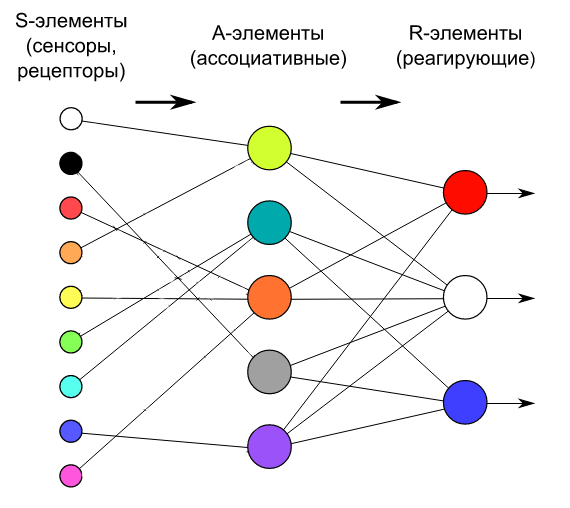 S-элементы
(сенсоры,
рецепторы)
A-элементы
(ассоциативные)
R-элементы
(реагирующие)